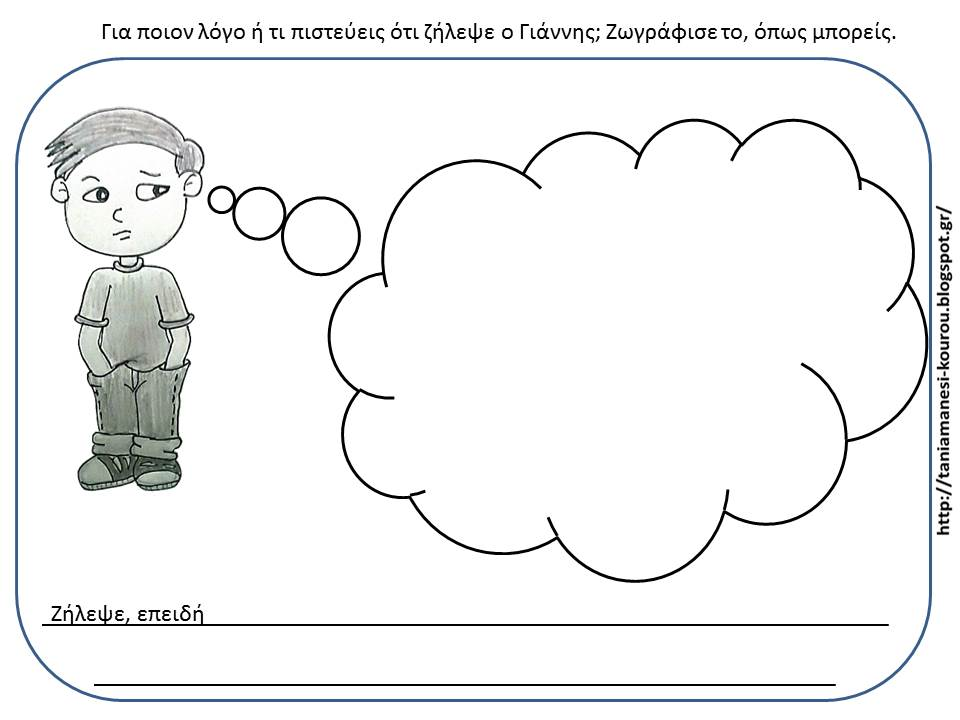 Για ποιον λόγο ή τι πιστεύεις ότι ζήλεψε ο Γιάννης; Ζωγράφισε το, όπως μπορείς.
http://taniamanesi-kourou.blogspot.gr/
Ζήλεψε, επειδή